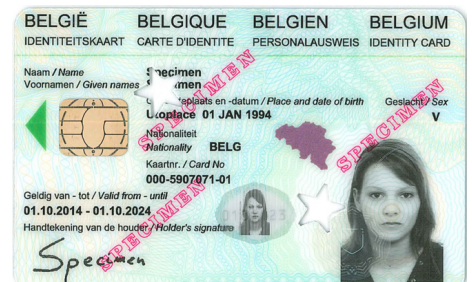 BELGIË BELGIQUE BELGIEN BELGIUM
IDENTITEITSKAART CARTE D'IDENTITE PERSONALAUSWEIS IDENTITY CARD
Naam / Name Specimen
Voornamen / Given names
en -datum / Place and date of birth Geslacht / Sex
Utoplace 01 JAN 1994 V
Nationaliteit
Nationality BELG
Kaartnr. / Card No
000-5907071-01
Geldig van - tot / Valid from - until
01.10.2014 - 01.10.2024
Handtekening van de houder / Holder's signature
Specimen
SPECIMEN
SPECIMEN
SPECIMEN